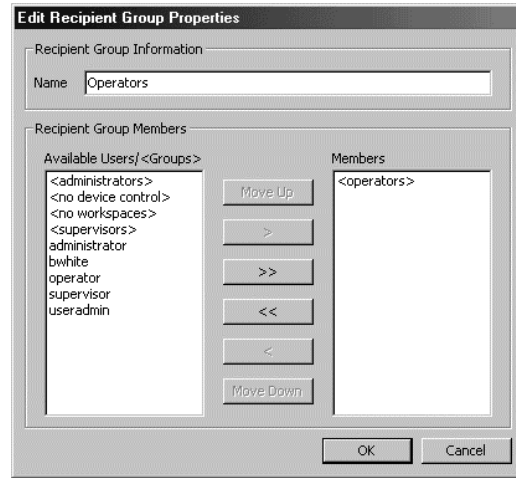 Edit Recipient Group Properties
Recipient Group Information
Name Operators
Recipient Group Members
Available Users/<Groups>
Members
<administrators>
<no device control>
<no workspaces>
<supervisors>
administrator
bwhite
operator
supervisor
useradmin
Move Up
>
>>
<<
<
Move Down
<operators>
OK Cancel